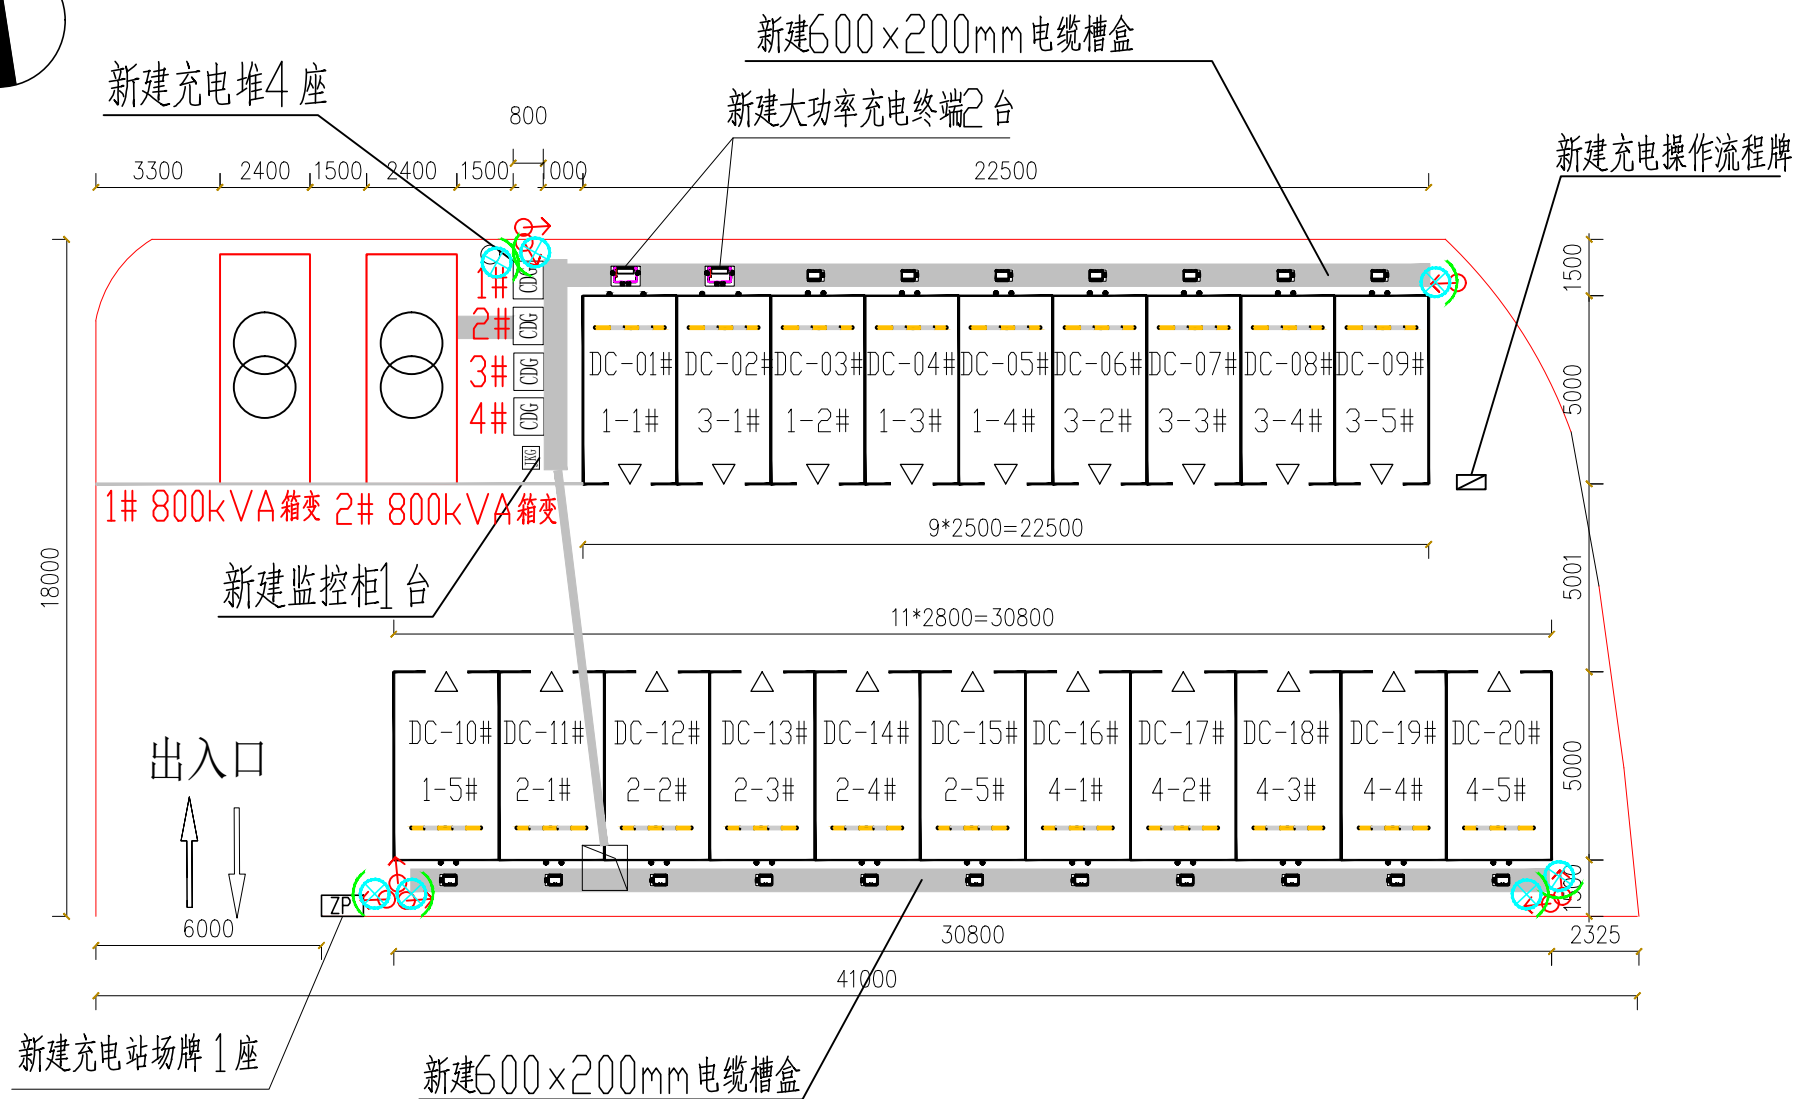 新建600×200mm电缆槽盒
新建充电堆4座
新建大功率充电终端2台
800
新建充电操作流程牌
3300 2400 1500 2400 1500 1000 22500
1500
1# CDG
2# CDG
3# CDG
4# CDG
JKG
DC-01# DC-02# DC-03# DC-04# DC-05# DC-06# DC-07# DC-08# DC-09#
1-1# 3-1# 1-2# 1-3# 1-4# 3-2# 3-3# 3-4# 3-5#
5000
1# 800kVA箱变 2# 800kVA箱变
9*2500=22500
18000
5001
新建监控柜1台
11*2800=30800
DC-10# DC-11# DC-12# DC-13# DC-14# DC-15# DC-16# DC-17# DC-18# DC-19# DC-20#
1-5# 2-1# 2-2# 2-3# 2-4# 2-5# 4-1# 4-2# 4-3# 4-4# 4-5#
5000
出入口
ZP
6000
30800 2325
41000
新建充电站场牌1座
新建600×200mm电缆槽盒